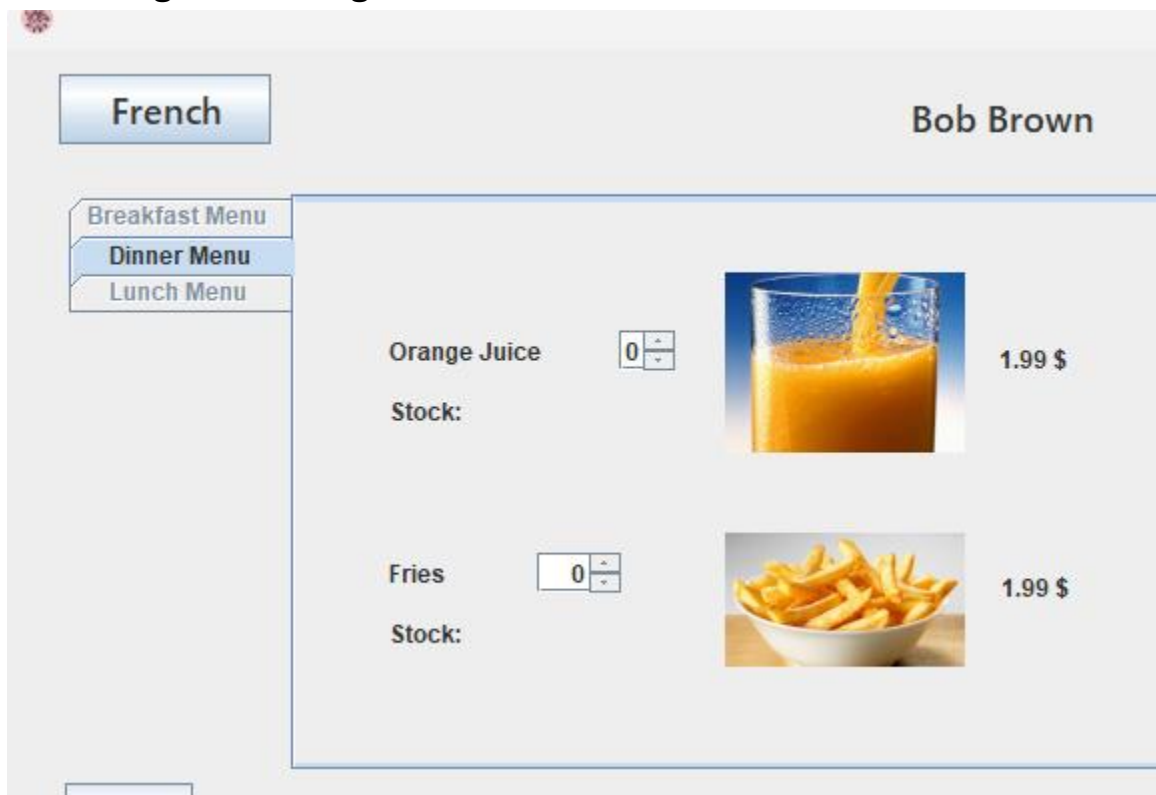 French
Bob Brown
Breakfast Menu
Dinner Menu
Lunch Menu
Orange Juice 0 1.99 $
Stock:
Fries 0 1.99 $
Stock: